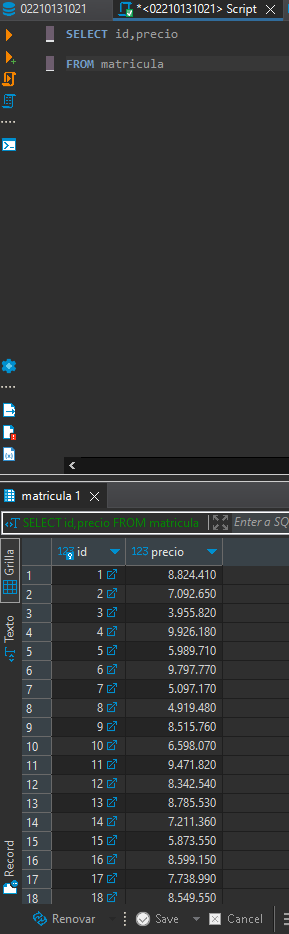 02210131021 *<02210131021> Script
SELECT id,precio
FROM matricula
matricula 1
SELECT id,precio FROM matricula Enter a SQ
Grilla
Texto
Record
123 id 123 precio
1 1 8.824.410
2 2 7.092.650
3 3 3.955.820
4 4 9.926.180
5 5 5.989.710
6 6 9.797.770
7 7 5.097.170
8 8 4.919.480
9 9 8.515.760
10 10 6.598.070
11 11 9.471.820
12 12 8.342.540
13 13 8.785.530
14 14 7.211.360
15 15 5.873.550
16 16 8.599.150
17 17 7.738.990
18 18 8.549.550
Renovar Save Cancel